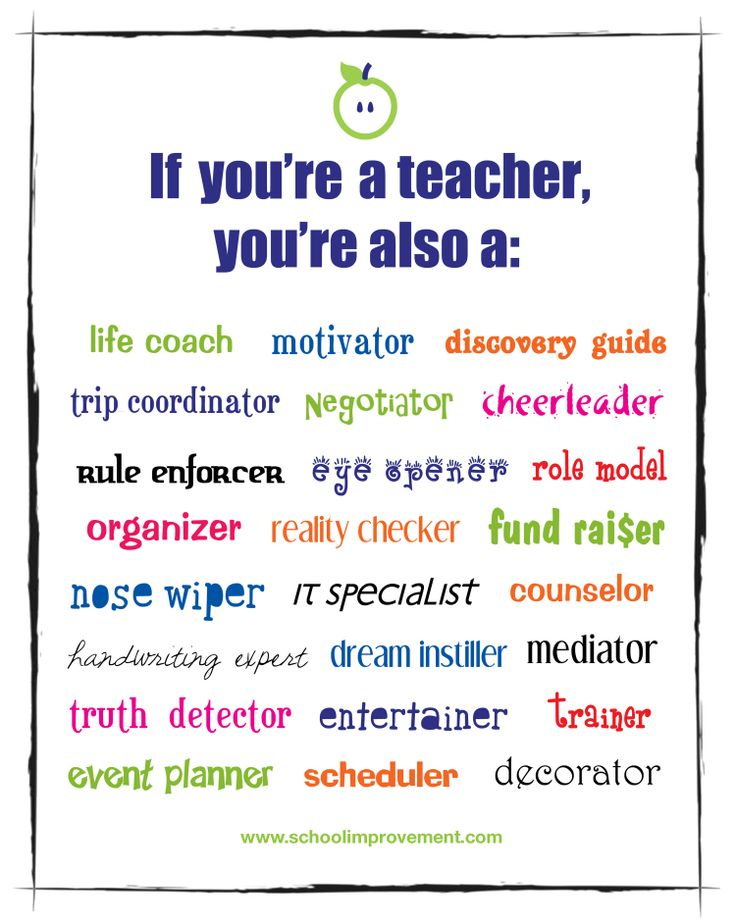 If you're a teacher,
you're also a:
life coach motivator discovery guide
trip coordinator Negotiator cheerleader
Rule enforcer eye opener role model
organizer reality checker fund rai$er
nose wiper IT SPECIALIST counselor
handwriting expert dream instiller mediator
truth detector entertainer trainer
event planner scheduler decorator
www.schoolimprovement.com